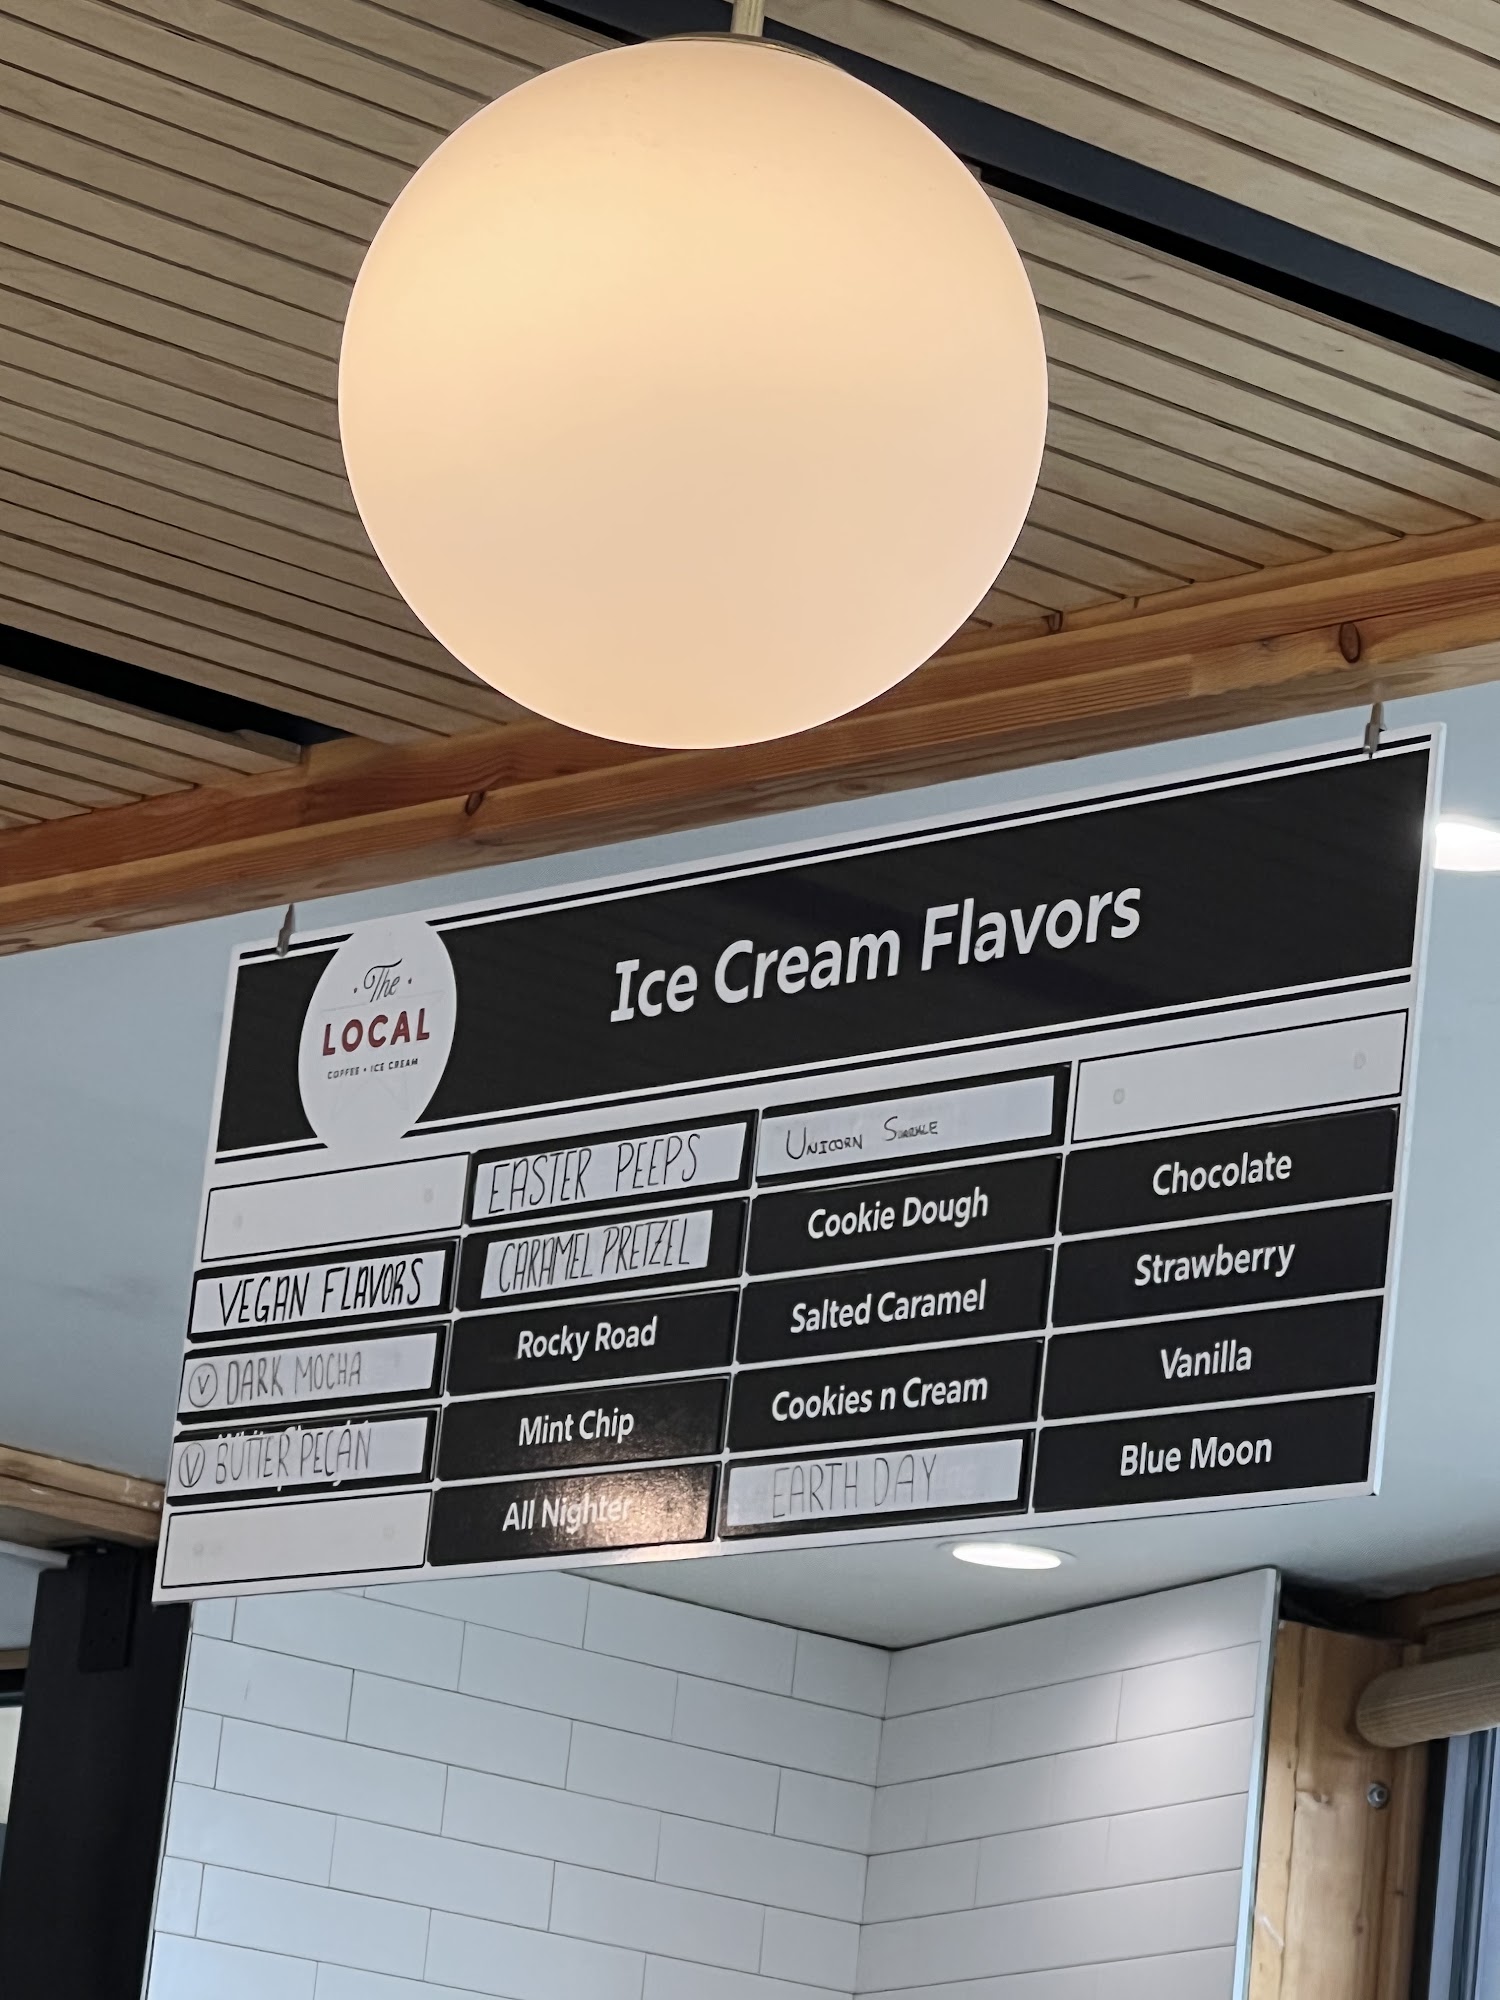 The
LOCAL
COFFEE • ICE CREAM
Ice Cream Flavors
VEGAN FLAVORS
V DARK MOCHA
V BUTTER PECAN
EASTER PEEPS
CARAMEL PRETZEL
Rocky Road
Mint Chip
All Nighter
UNICORN
Cookie Dough
Salted Caramel
Cookies n Cream
EARTH DAY
Chocolate
Strawberry
Vanilla
Blue Moon